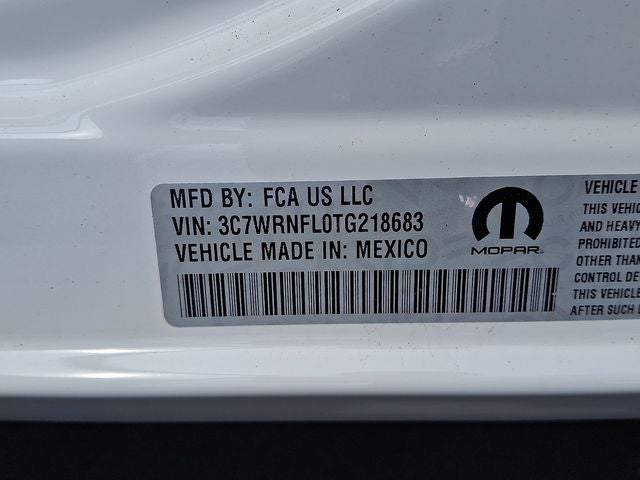 MFD BY: FCA US LLC
VIN: 3C7WRNFL0TG218683
VEHICLE MADE IN: MEXICO
MOPAR
VEHICLE
THIS VEHIC
AND HEAVY
PROHIBITED
OTHER THAN
CONTROL DE
THIS VEHICLE
AFTER SUCH